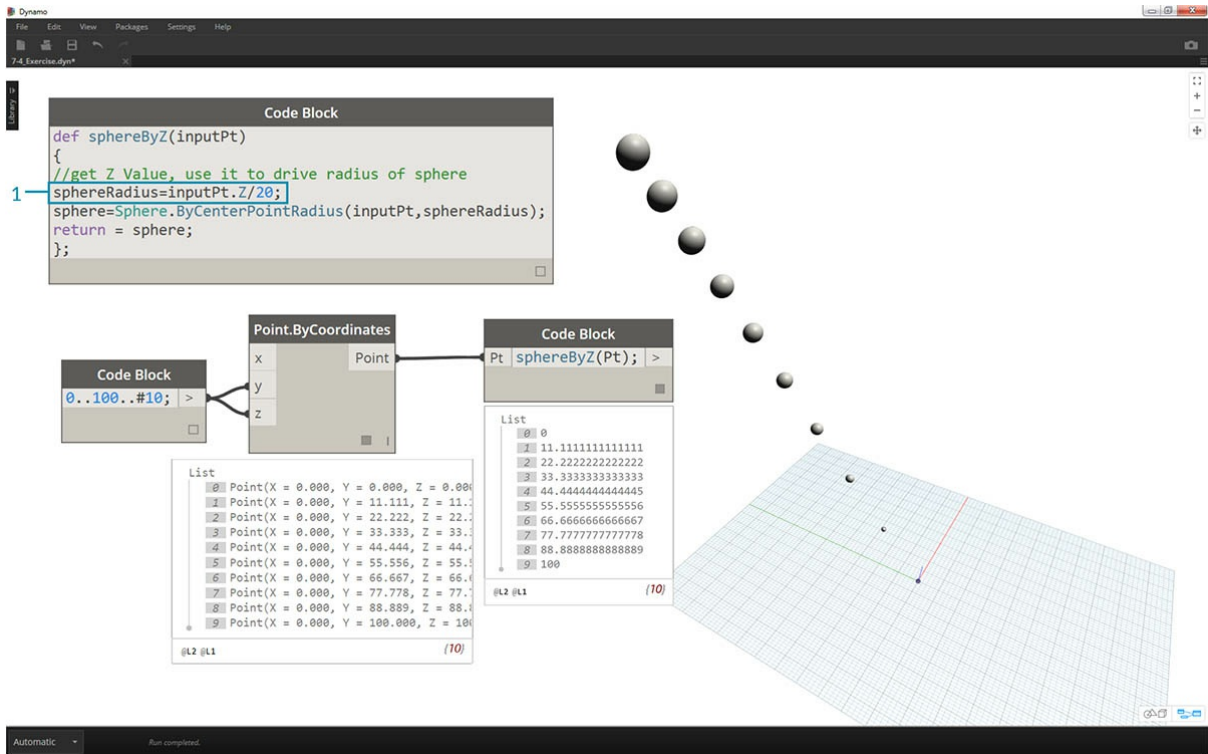 Dynamo
File Edit View Packages Settings Help
7-4_Exercise.dyn*
Library
Code Block
def sphereByZ(inputPt)
{
//get Z Value, use it to drive radius of sphere
1
sphereRadius=inputPt.Z/20;
sphere=Sphere.ByCenterPointRadius(inputPt,sphereRadius);
return = sphere;
};
Code Block
0..100..#10; >
Point.ByCoordinates
x Point
y
z
Code Block
Pt sphereByZ(Pt); >
List
0 Point(X = 0.000, Y = 0.000, Z = 0.000
1 Point(X = 0.000, Y = 11.111, Z = 11.1
2 Point(X = 0.000, Y = 22.222, Z = 22.2
3 Point(X = 0.000, Y = 33.333, Z = 33.3
4 Point(X = 0.000, Y = 44.444, Z = 44.4
5 Point(X = 0.000, Y = 55.556, Z = 55.5
6 Point(X = 0.000, Y = 66.667, Z = 66.6
7 Point(X = 0.000, Y = 77.778, Z = 77.7
8 Point(X = 0.000, Y = 88.889, Z = 88.8
9 Point(X = 0.000, Y = 100.000, Z = 100
@L2 @L1 {10}
List
0 0
1 11.1111111111111
2 22.2222222222222
3 33.3333333333333
4 44.4444444444445
5 55.5555555555556
6 66.6666666666667
7 77.7777777777778
8 88.8888888888889
9 100
@L2 @L1 {10}
Automatic
Run completed.